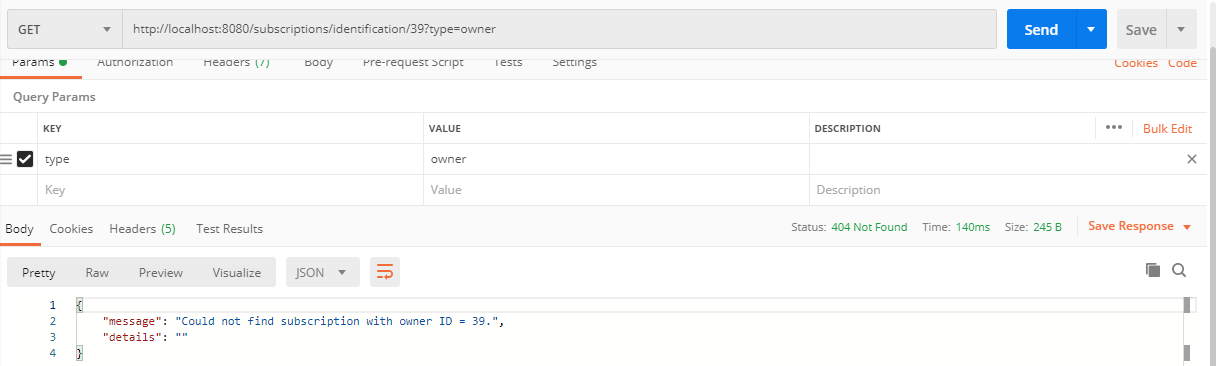 GET http://localhost:8080/subscriptions/identification/39?type=owner Send Save
Params Authorization Headers (7) Body Pre-request Script Tests Settings Cookies Code
Query Params
KEY VALUE DESCRIPTION ••• Bulk Edit
type owner
Key Value Description
Body Cookies Headers (5) Test Results Status: 404 Not Found Time: 140ms Size: 245 B Save Response
Pretty Raw Preview Visualize JSON
1 {
2 "message": "Could not find subscription with owner ID = 39.",
3 "details": ""
4 }